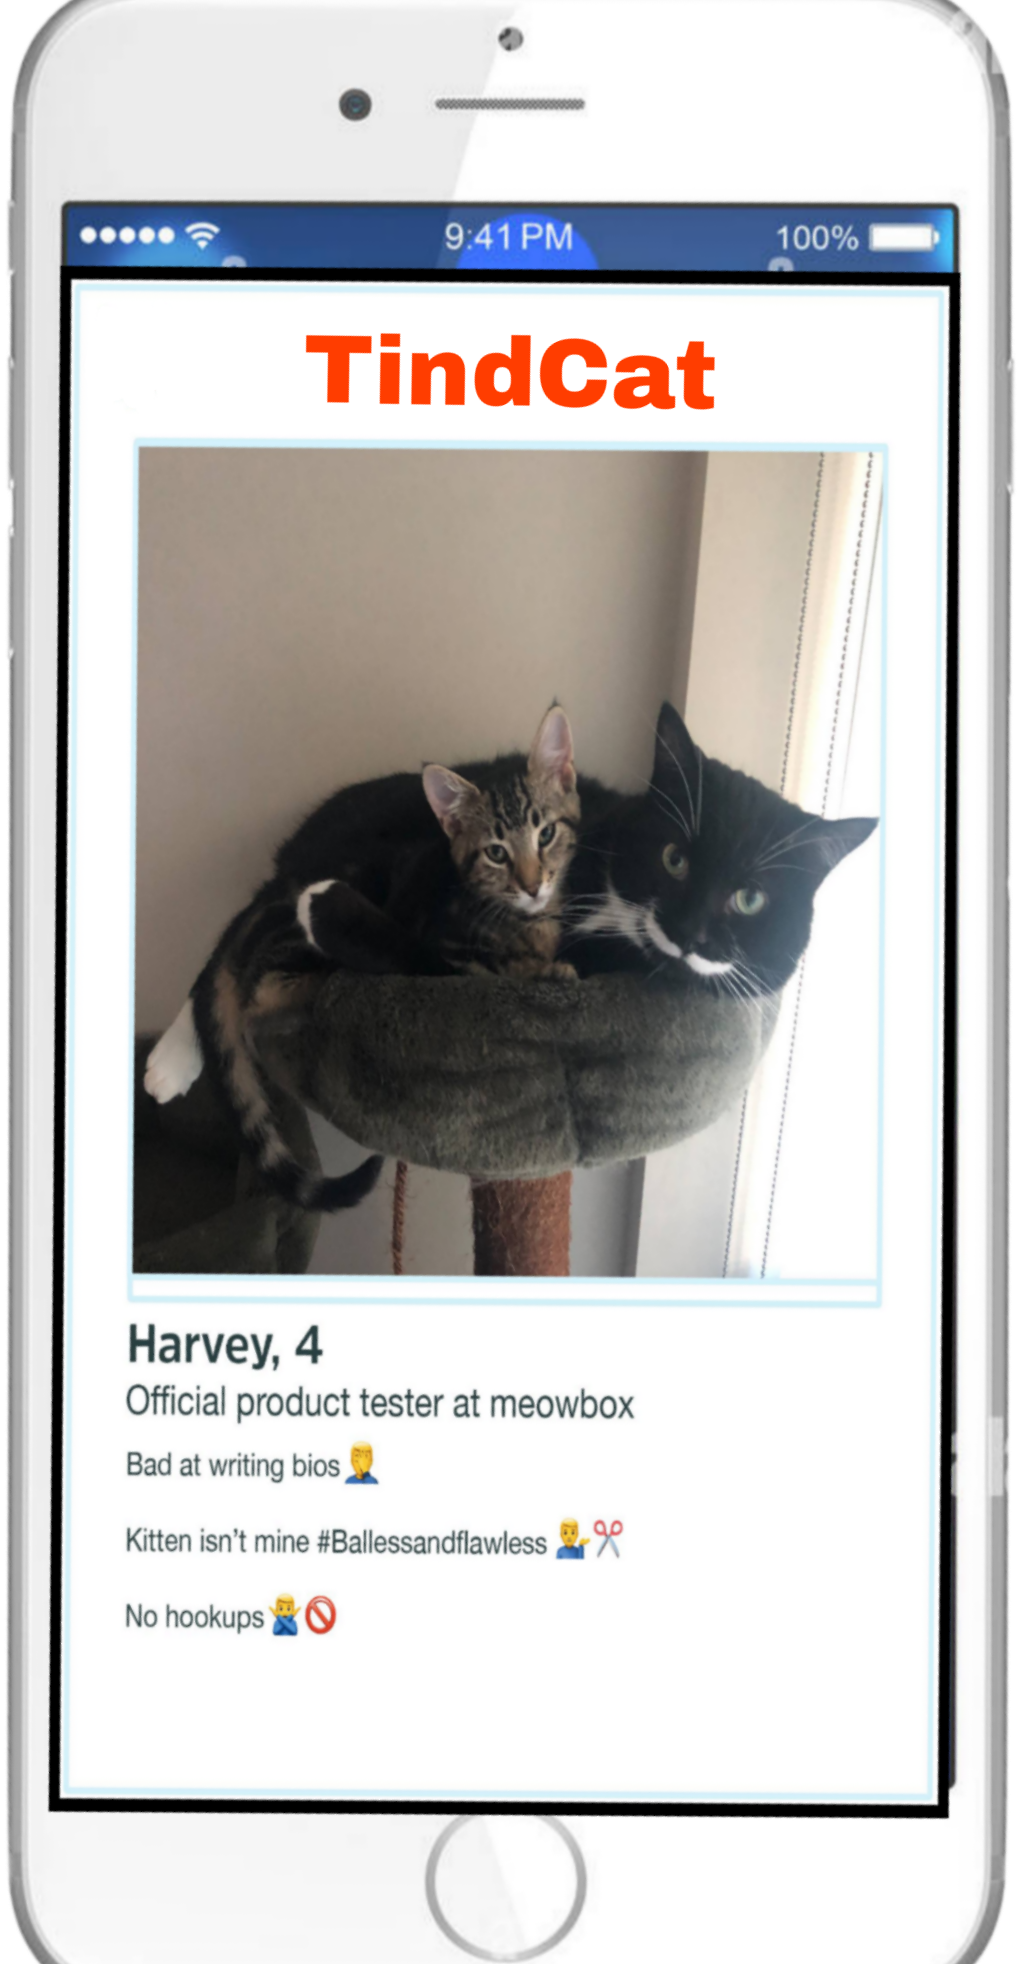 9:41 PM 100%
TindCat
Harvey, 4
Official product tester at meowbox
Bad at writing bios🤦‍♂️
Kitten isn't mine #Ballessandflawless 💁‍♂️✂️
No hookups🙅‍♂️🚫